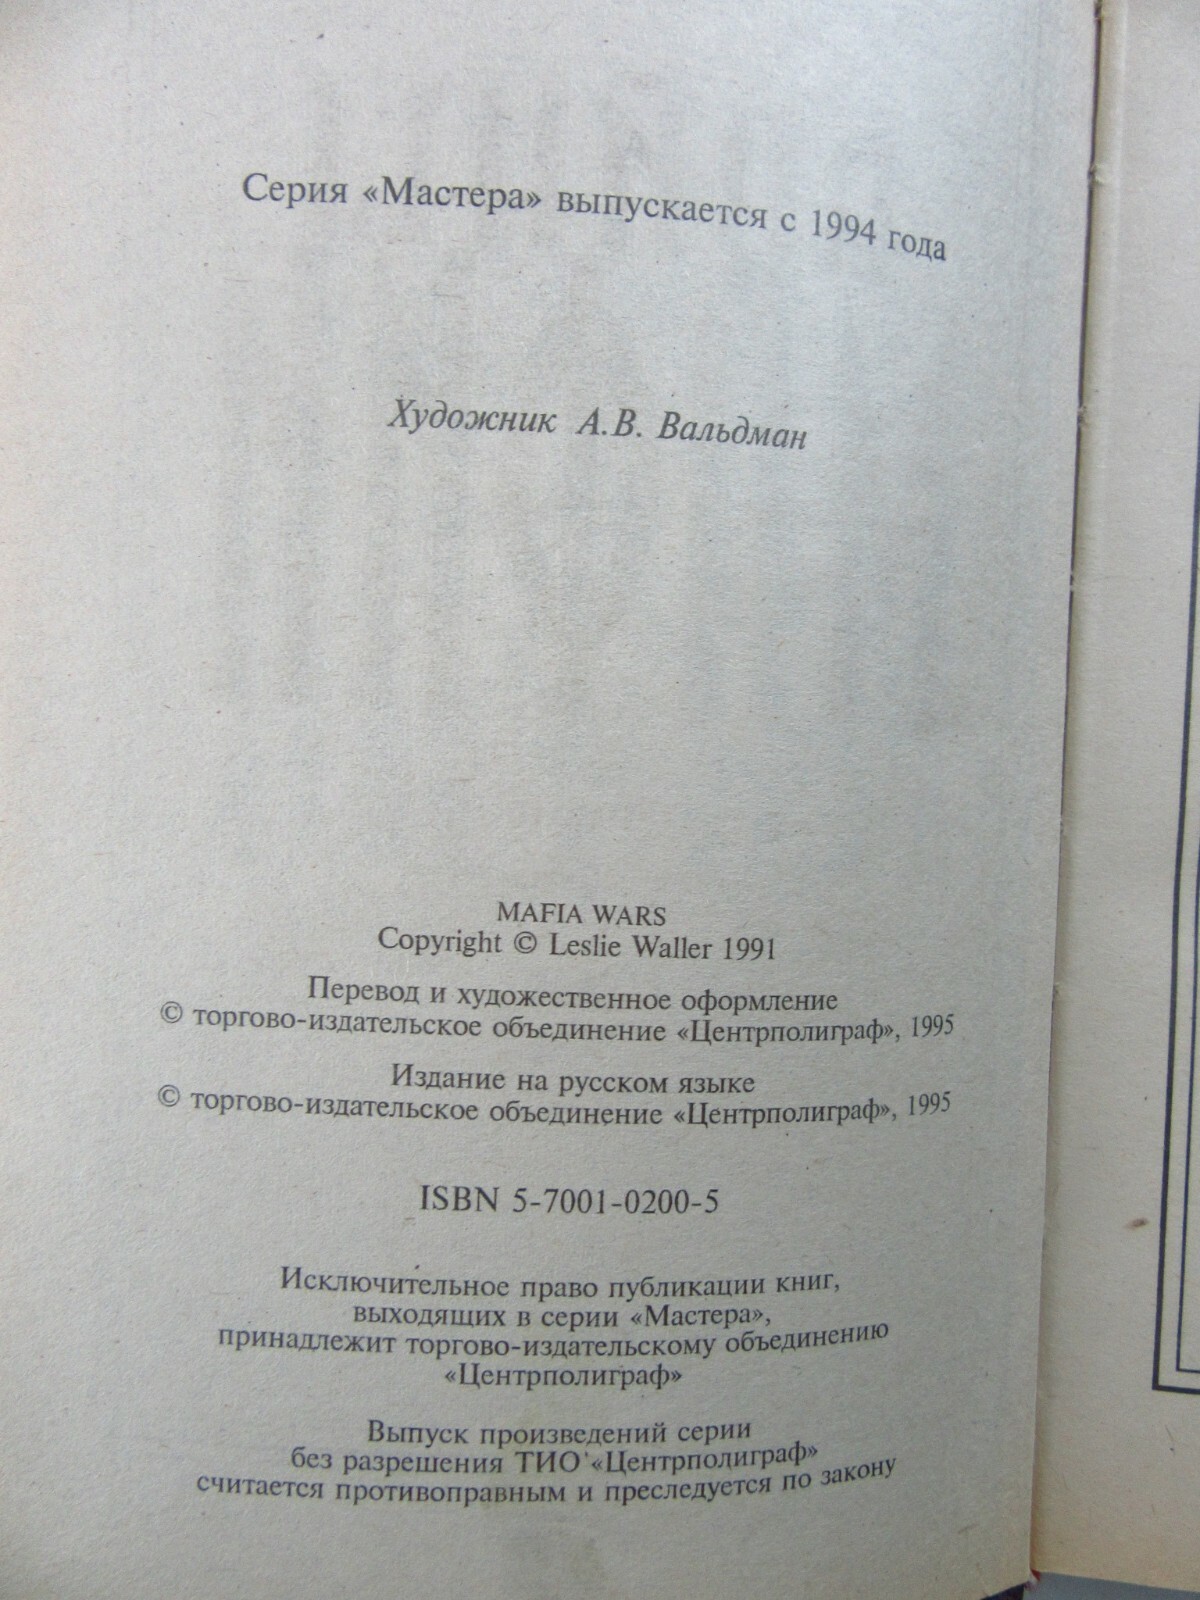 Серия «Мастера» выпускается с 1994 года
Художник А.В. Вальдман
MAFIA WARS
Copyright © Leslie Waller 1991
Перевод и художественное оформление
© торгово-издательское объединение «Центрполиграф», 1995
Издание на русском языке
© торгово-издательское объединение «Центрполиграф», 1995
ISBN 5-7001-0200-5
Исключительное право публикации книг,
выходящих в серии «Мастера»,
принадлежит торгово-издательскому объединению
«Центрполиграф»
Выпуск произведений серии
без разрешения ТИО «Центрполиграф»
считается противоправным и преследуется по закону